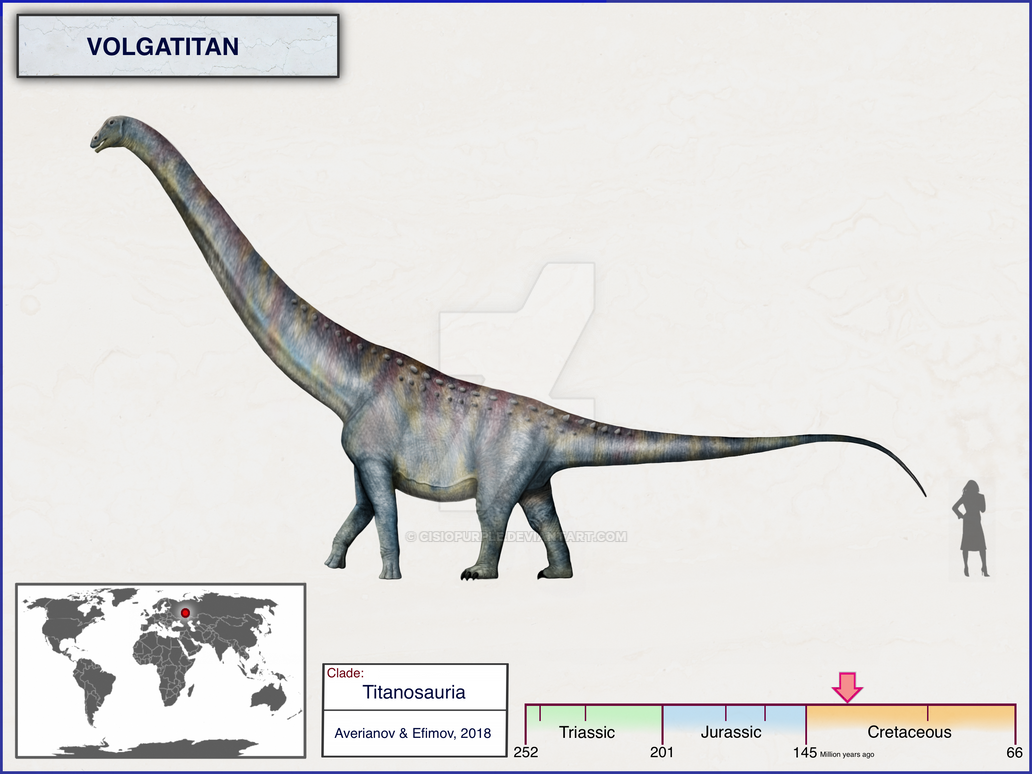 VOLGATITAN
© CISIOPURPLE.DEVIANTART.COM
Clade:
Titanosauria
Averianov & Efimov, 2018
Triassic
Jurassic
Cretaceous
252
201
145
Million years ago
66